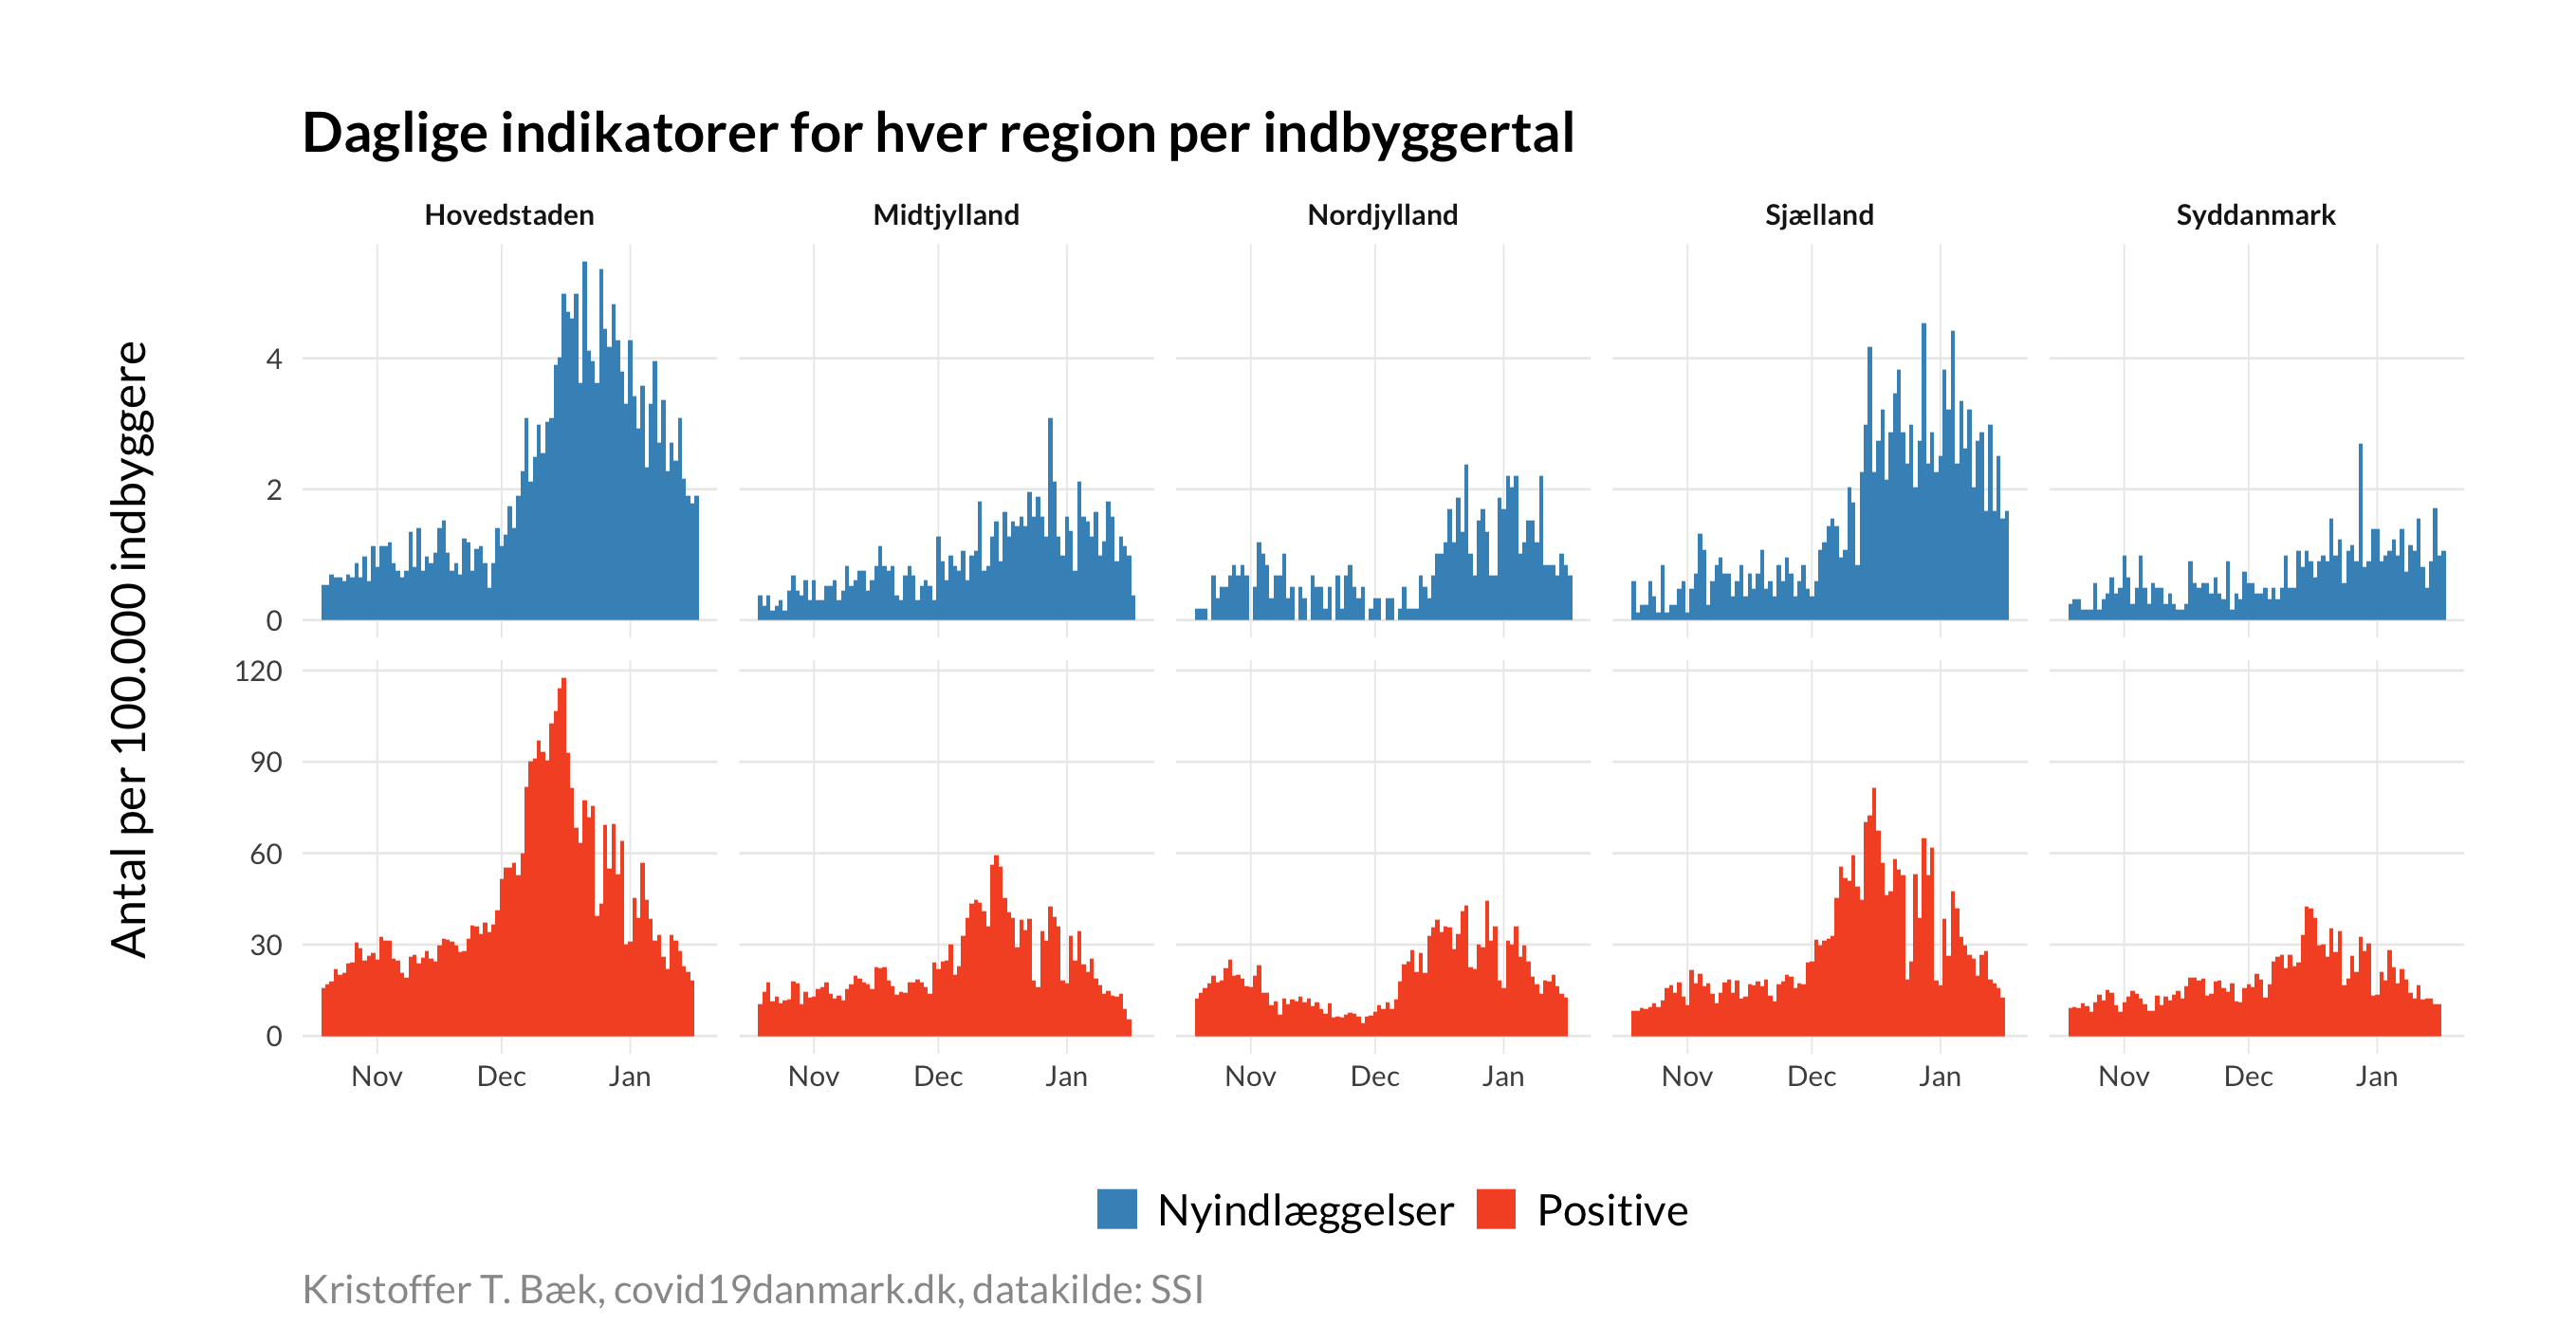 Daglige indikatorer for hver region per indbyggertal
Hovedstaden
Midtjylland
Nordjylland
Sjælland
Syddanmark
Antal per 100.000 indbyggere
4
2
0
120
90
60
30
0
Nov
Dec
Jan
Nov
Dec
Jan
Nov
Dec
Jan
Nov
Dec
Jan
Nov
Dec
Jan
Nyindlæggelser
Positive
Kristoffer T. Bæk, covid19danmark.dk, datakilde: SSI